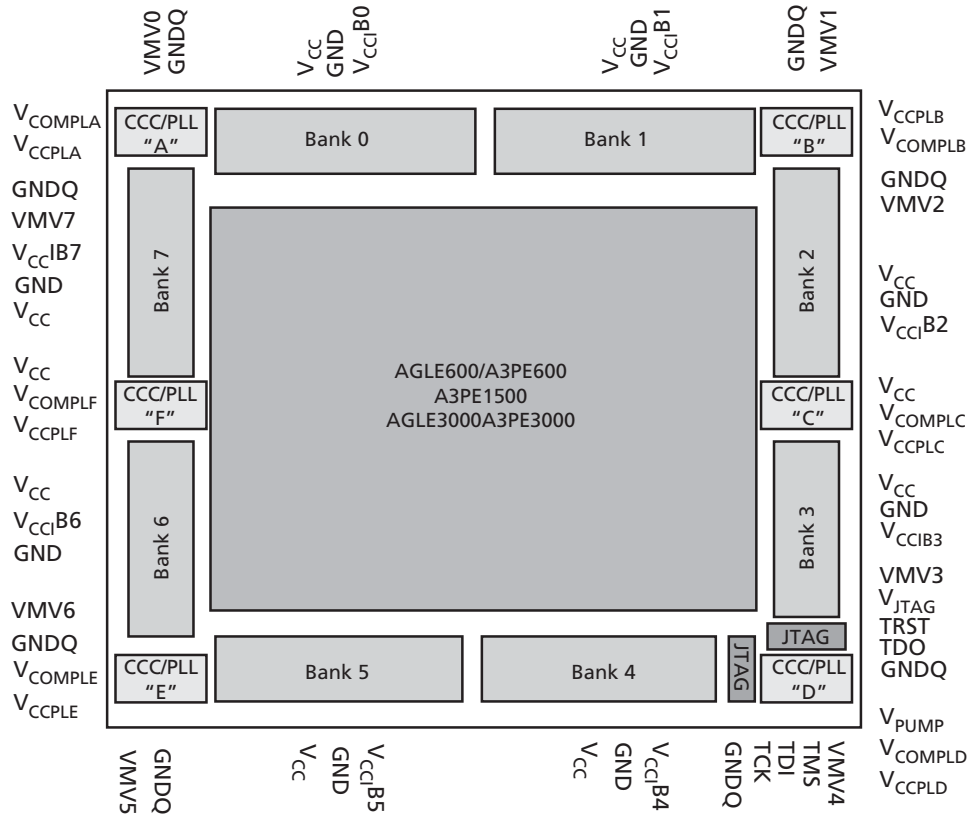 VMV0
GNDQ
VCC
GND
VCCIB0
VCC
GND
VCCIB1
GNDQ
VMV1
VCOMPLA
VCCPLA
GNDQ
VMV7
VCCIB7
GND
VCC
VCC
VCOMPLF
VCCPLF
VCC
VCCIB6
GND
VMV6
GNDQ
VCOMPLE
VCCPLE
CCC/PLL
"A"
Bank 0
Bank 1
CCC/PLL
"B"
Bank 7
Bank 2
AGLE600/A3PE600
A3PE1500
AGLE3000A3PE3000
CCC/PLL
"F"
CCC/PLL
"C"
Bank 6
Bank 3
JTAG
CCC/PLL
"E"
Bank 5
Bank 4
JTAG
CCC/PLL
"D"
VCCPLB
VCOMPLB
GNDQ
VMV2
VCC
GND
VCCIB2
VCC
VCOMPLC
VCCPLC
VCC
GND
VCCIB3
VMV3
VJTAG
TRST
TDO
GNDQ
VPUMP
VCOMPLD
VCCPLD
VMV5
GNDQ
VCC
GND
VCCIB5
VCC
GND
VCCIB4
GNDQ
TCK
TDI
TMS
VMV4